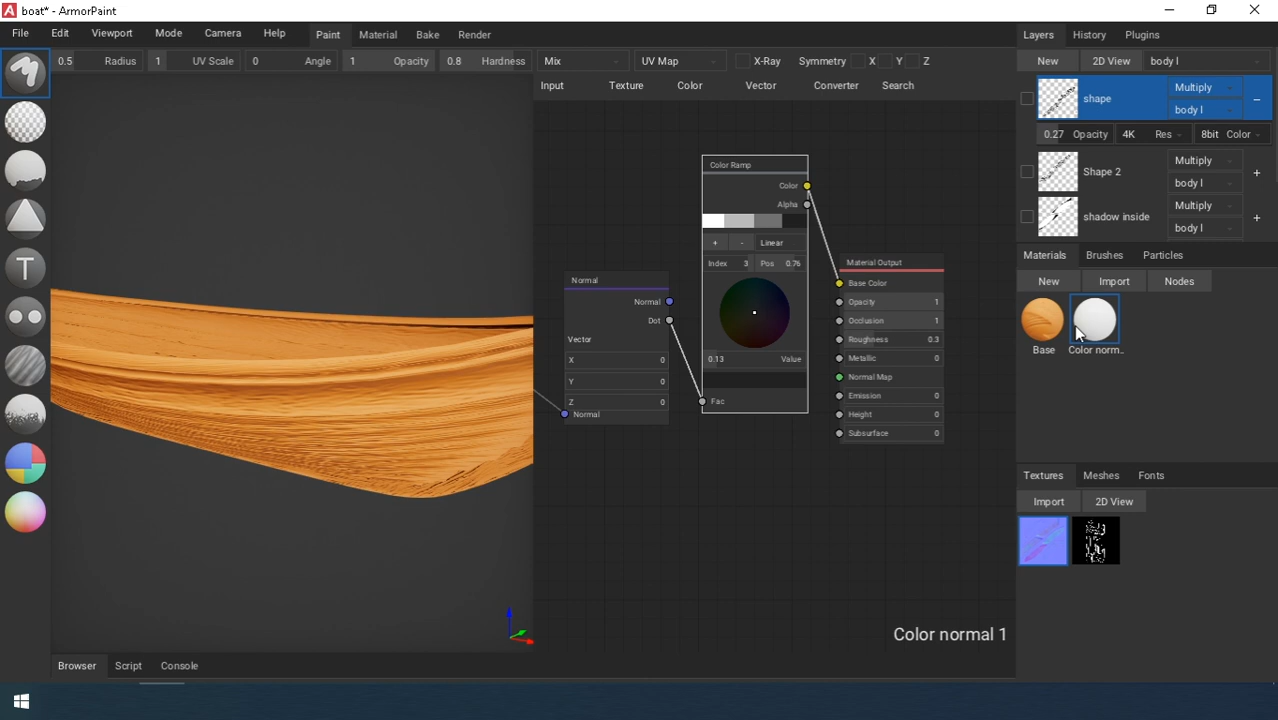 boat* - ArmorPaint
File Edit Viewport Mode Camera Help Paint Material Bake Render
0.5 Radius 1 UV Scale 0 Angle 1 Opacity 0.8 Hardness Mix UV Map X-Ray Symmetry X Y Z
Input Texture Color Vector Converter Search
Color Ramp
Color
Alpha
+ - Linear
Index 3 Pos 0.76
0.13 Value
Fac
Normal
Normal
Dot
Vector
X 0
Y 0
Z 0
Normal
Material Output
Base Color
Opacity 1
Occlusion 1
Roughness 0.3
Metallic 0
Normal Map
Emission 0
Height 0
Subsurface 0
Color normal 1
Layers History Plugins
New 2D View body l
shape Multiply
body l
0.27 Opacity 4K Res 8bit Color
Shape 2 Multiply
body l
shadow inside Multiply
body l
Materials Brushes Particles
New Import Nodes
Base Color norm..
Textures Meshes Fonts
Import 2D View
Browser Script Console